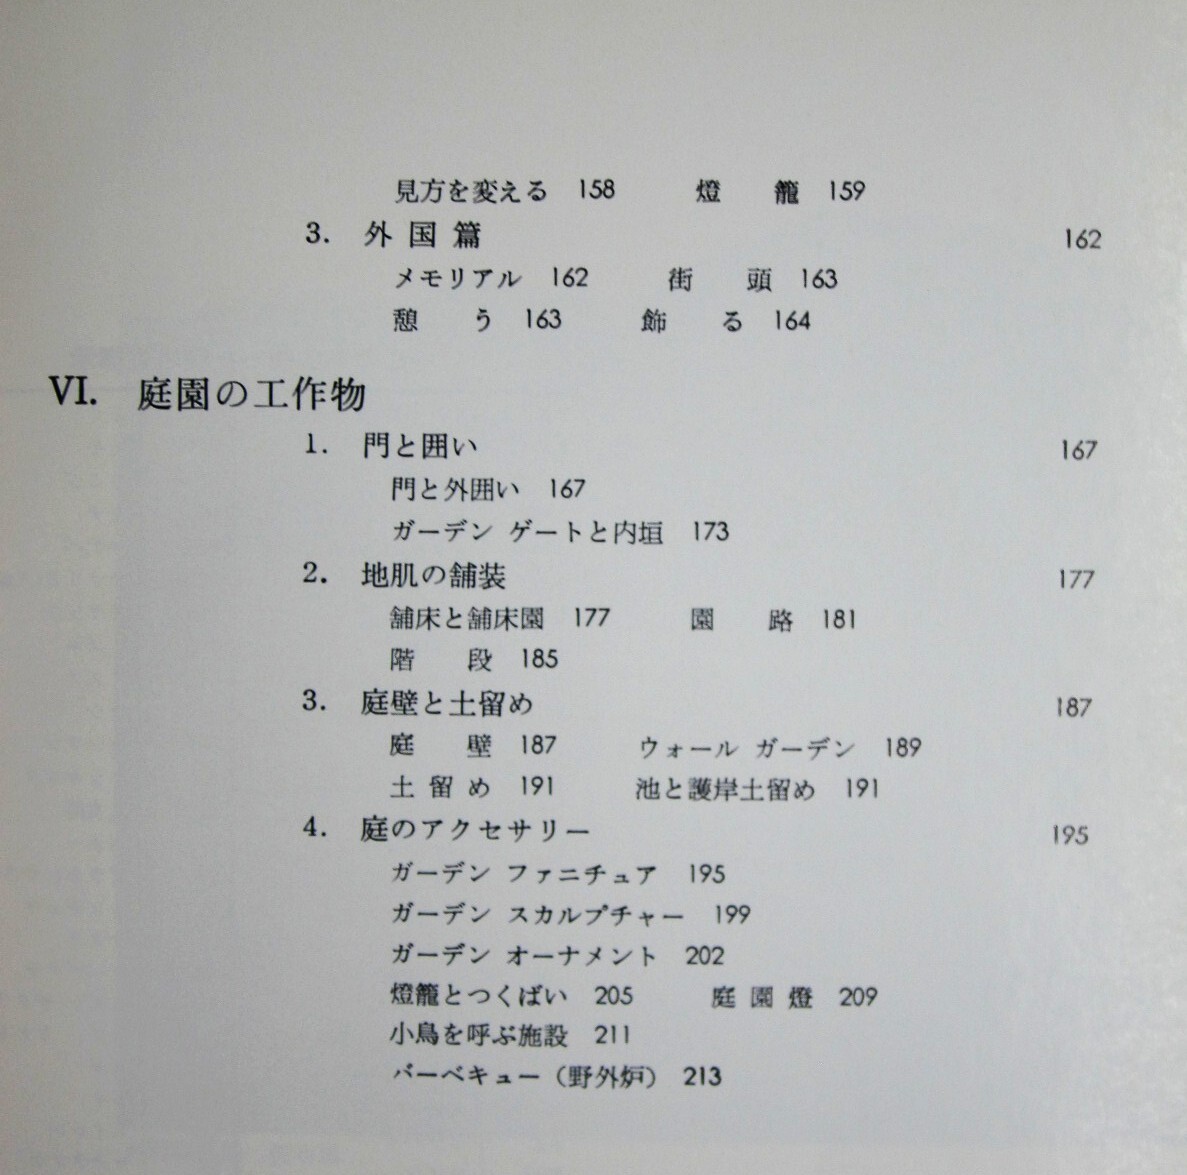 見方を変える 158 燈籠 159
3. 外国篇 162
メモリアル 162 街頭 163
憩う 163 飾る 164
VI. 庭園の工作物
1. 門と囲い 167
門と外囲い 167
ガーデン ゲートと内垣 173
2. 地肌の舗装 177
舗床と舗床園 177 園路 181
階段 185
3. 庭壁と土留め 187
庭壁 187 ウォール ガーデン 189
土留め 191 池と護岸土留め 191
4. 庭のアクセサリー 195
ガーデン ファニチュア 195
ガーデン スカルプチャー 199
ガーデン オーナメント 202
燈籠とつくばい 205 庭園燈 209
小鳥を呼ぶ施設 211
バーベキュー（野外炉） 213